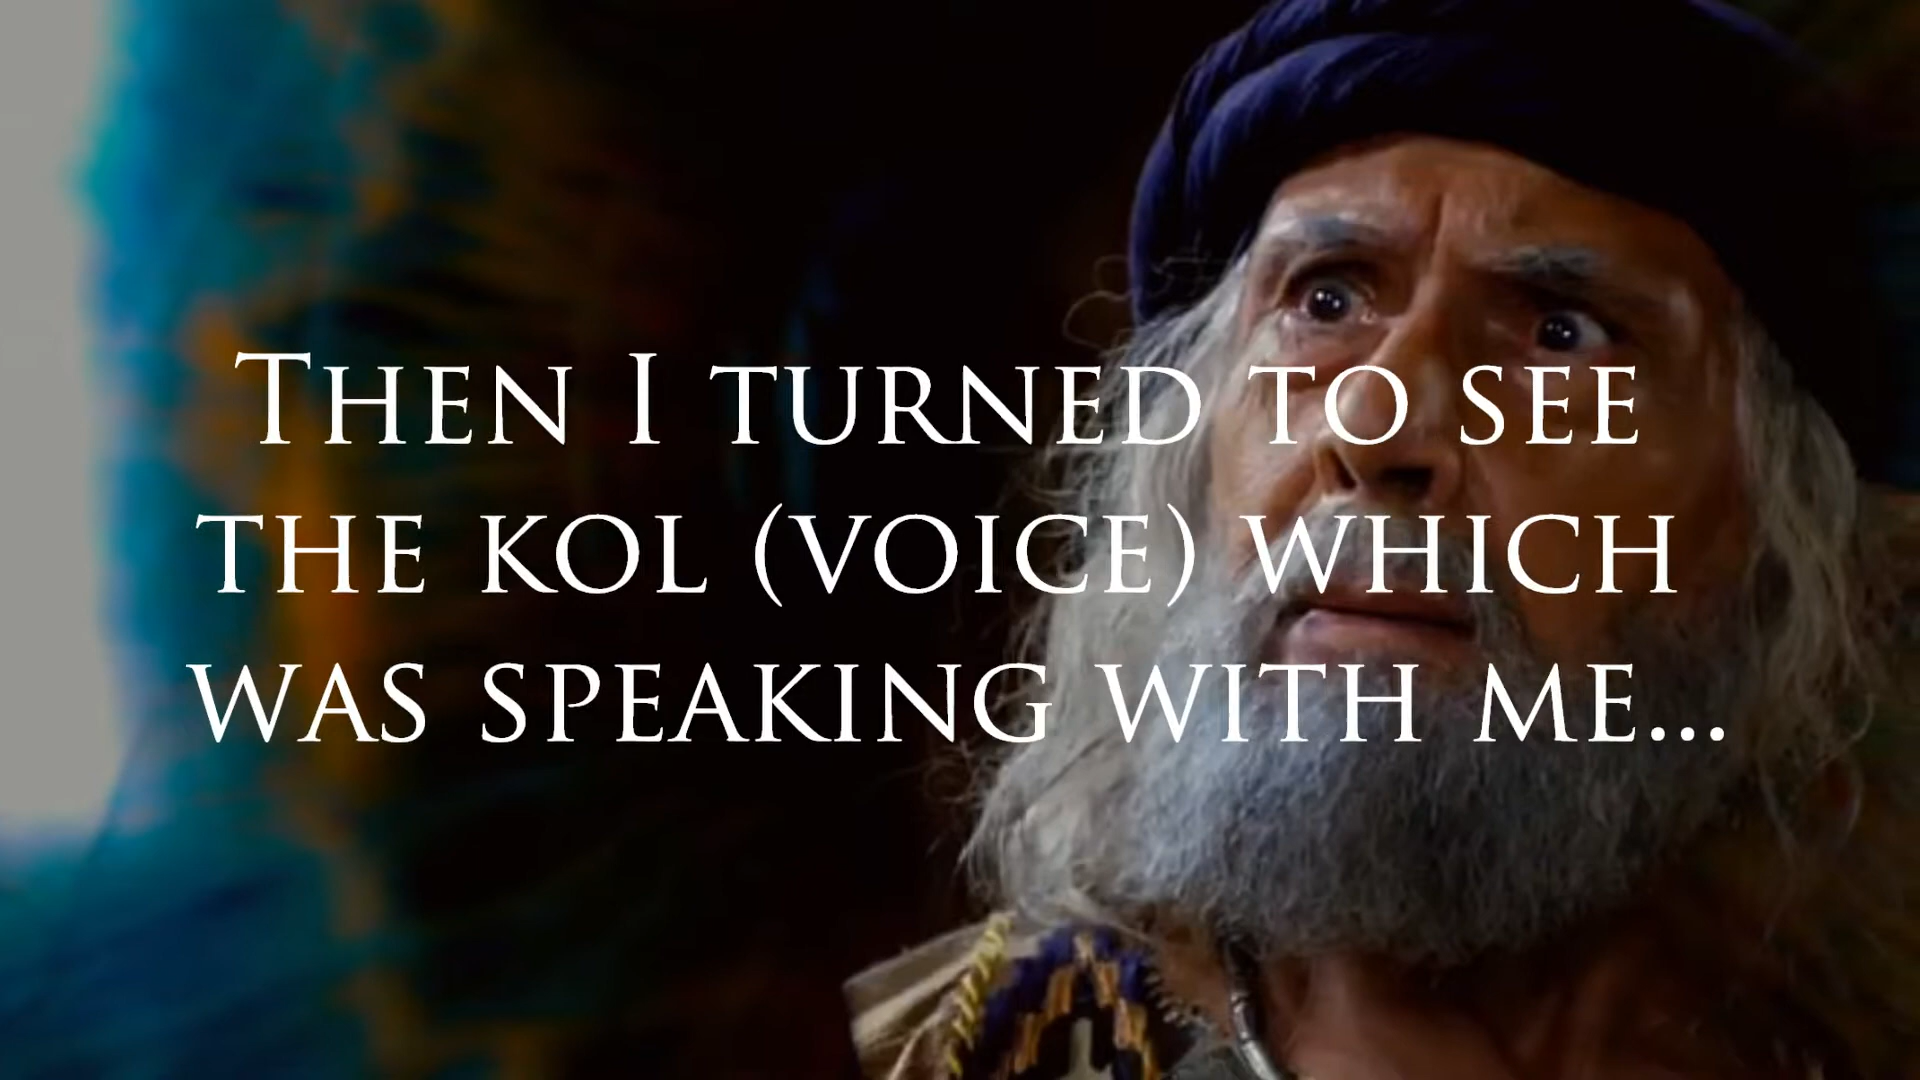 Then I turned to see
the kol (voice) which
was speaking with me...